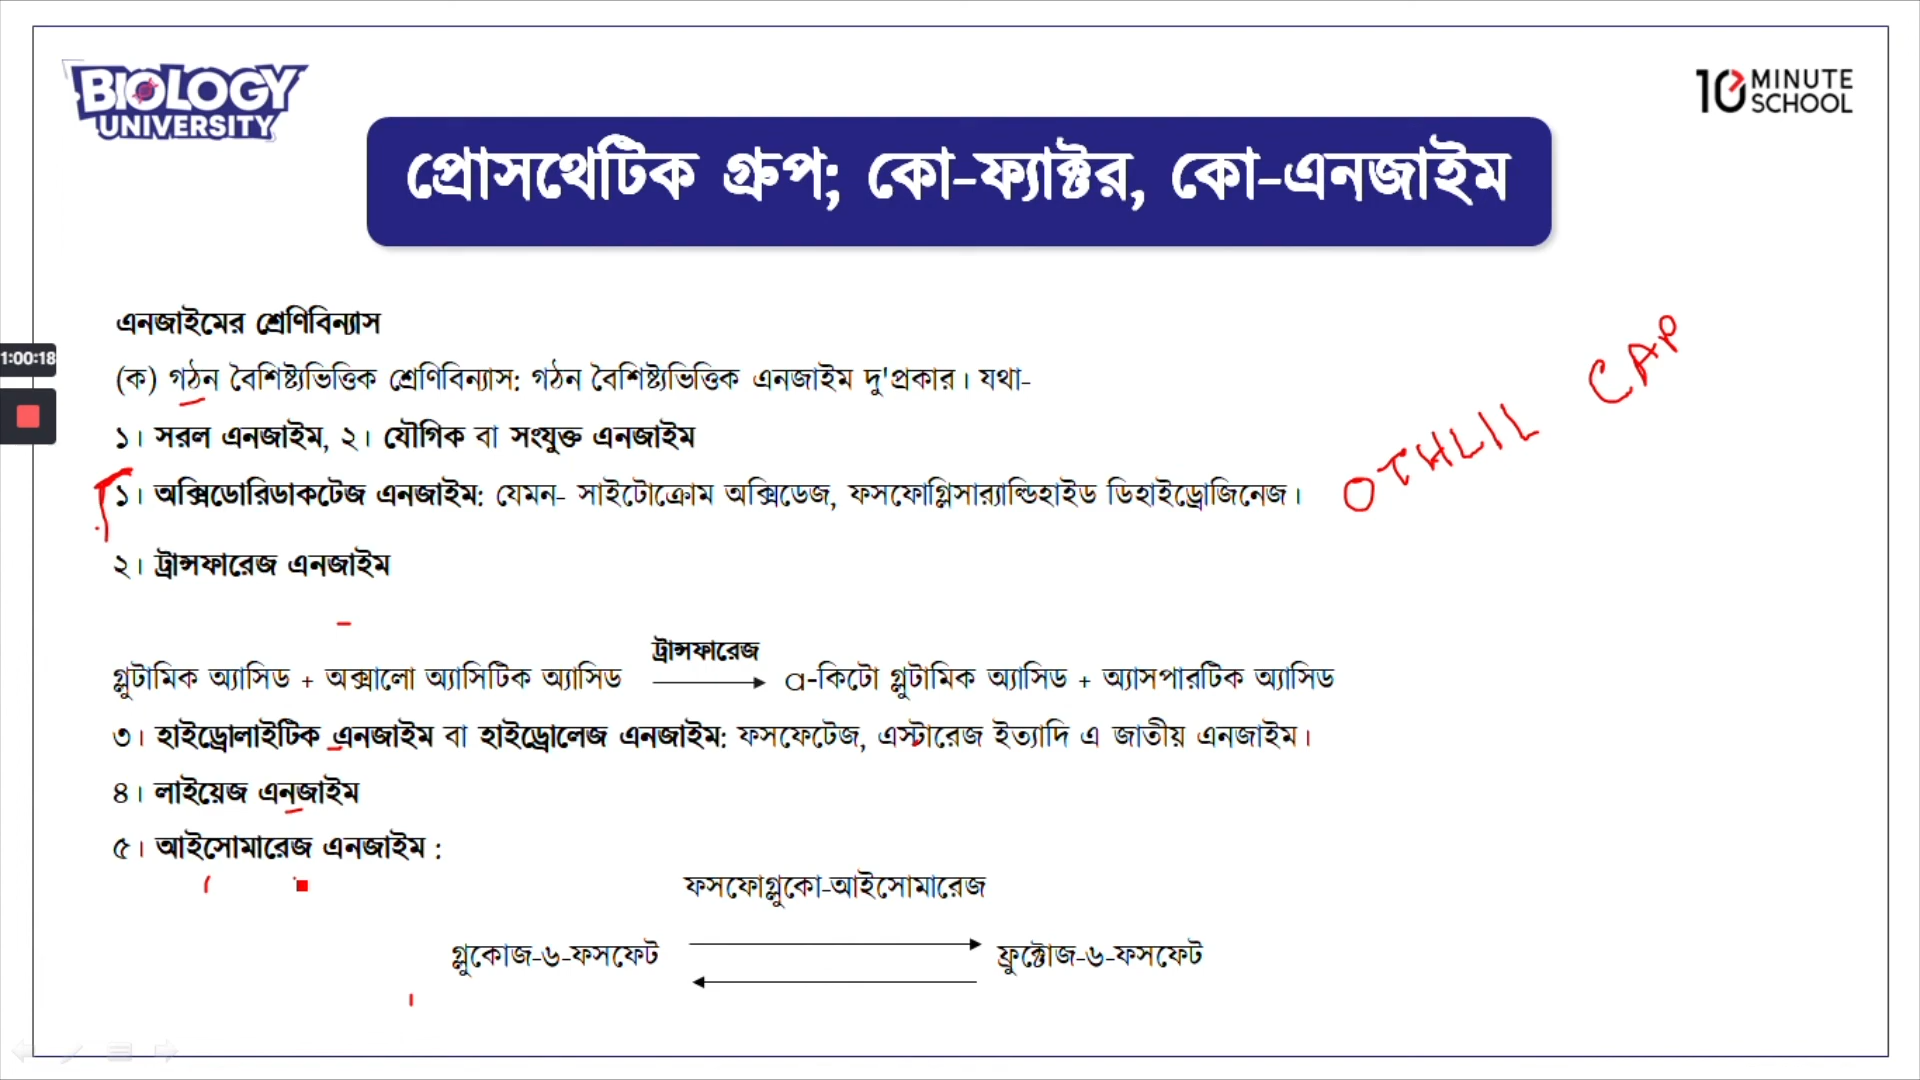 BIOLOGY
UNIVERSITY
10 MINUTE
SCHOOL
প্রোসথেটিক গ্রুপ; কো-ফ্যাক্টর, কো-এনজাইম
এনজাইমের শ্রেণিবিন্যাস
1:00:18
(ক) গঠন বৈশিষ্ট্যভিত্তিক শ্রেণিবিন্যাস: গঠন বৈশিষ্ট্যভিত্তিক এনজাইম দু'প্রকার। যথা-
CAP
১। সরল এনজাইম, ২। যৌগিক বা সংযুক্ত এনজাইম
OTHLIL
১। অক্সিডোরিডাকটেজ এনজাইম: যেমন- সাইটোক্রোম অক্সিডেজ, ফসফোগ্লিসার‍্যাল্ডিহাইড ডিহাইড্রোজিনেজ।
২। ট্রান্সফারেজ এনজাইম
ট্রান্সফারেজ
গ্লুটামিক অ্যাসিড + অক্সালো অ্যাসিটিক অ্যাসিড → α-কিটো গ্লুটামিক অ্যাসিড + অ্যাসপারটিক অ্যাসিড
৩। হাইড্রোলাইটিক এনজাইম বা হাইড্রোলেজ এনজাইম: ফসফেটেজ, এস্টারেজ ইত্যাদি এ জাতীয় এনজাইম।
৪। লাইয়েজ এনজাইম
৫। আইসোমারেজ এনজাইম :
ফসফোগ্লুকো-আইসোমারেজ
গ্লুকোজ-৬-ফসফেট ফ্রুক্টোজ-৬-ফসফেট